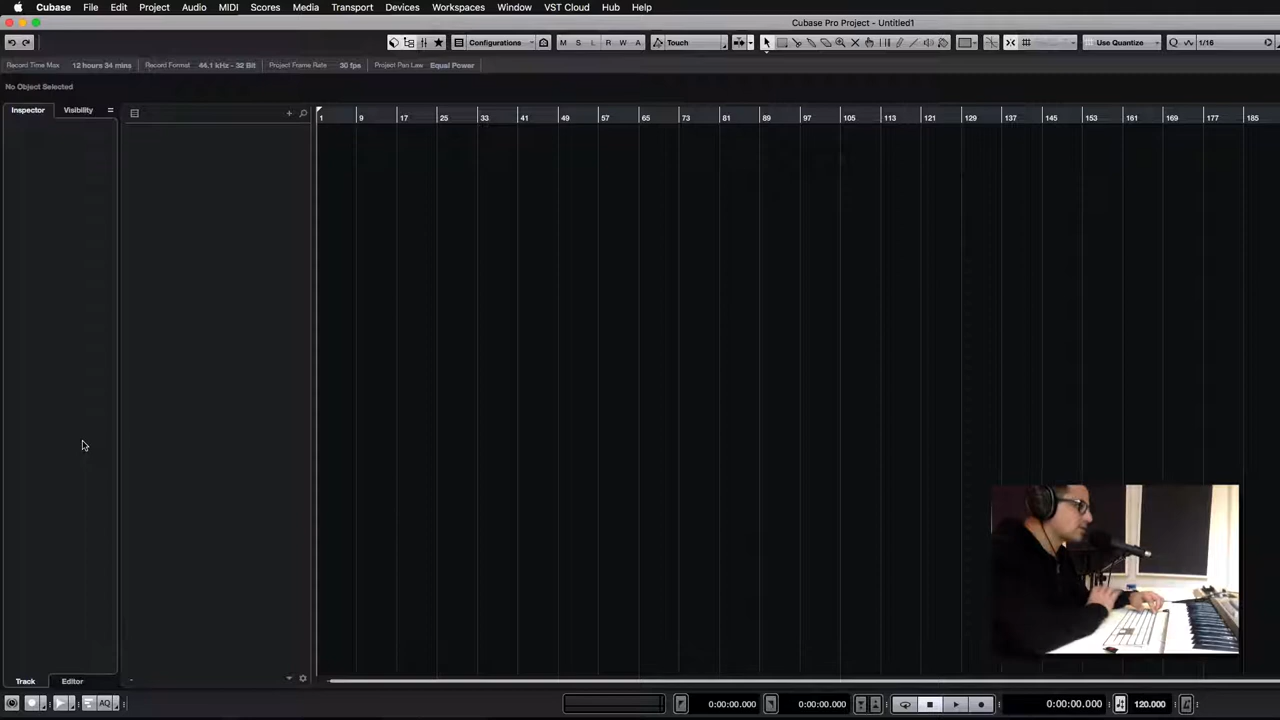 Cubase File Edit Project Audio MIDI Scores Media Transport Devices Workspaces Window VST Cloud Hub Help
Cubase Pro Project - Untitled1
Configurations M S L R W A Touch Use Quantize Q 1/16
Record Time Max 12 hours 34 mins Record Format 44.1 kHz - 32 Bit Project Frame Rate 30 fps Project Pan Law Equal Power
No Object Selected
Inspector Visibility
1 9 17 25 33 41 49 57 65 73 81 89 97 105 113 121 129 137 145 153 161 169 177 185
Track Editor
AQ 0:00:00.000 0:00:00.000 0:00:00.000 120.000